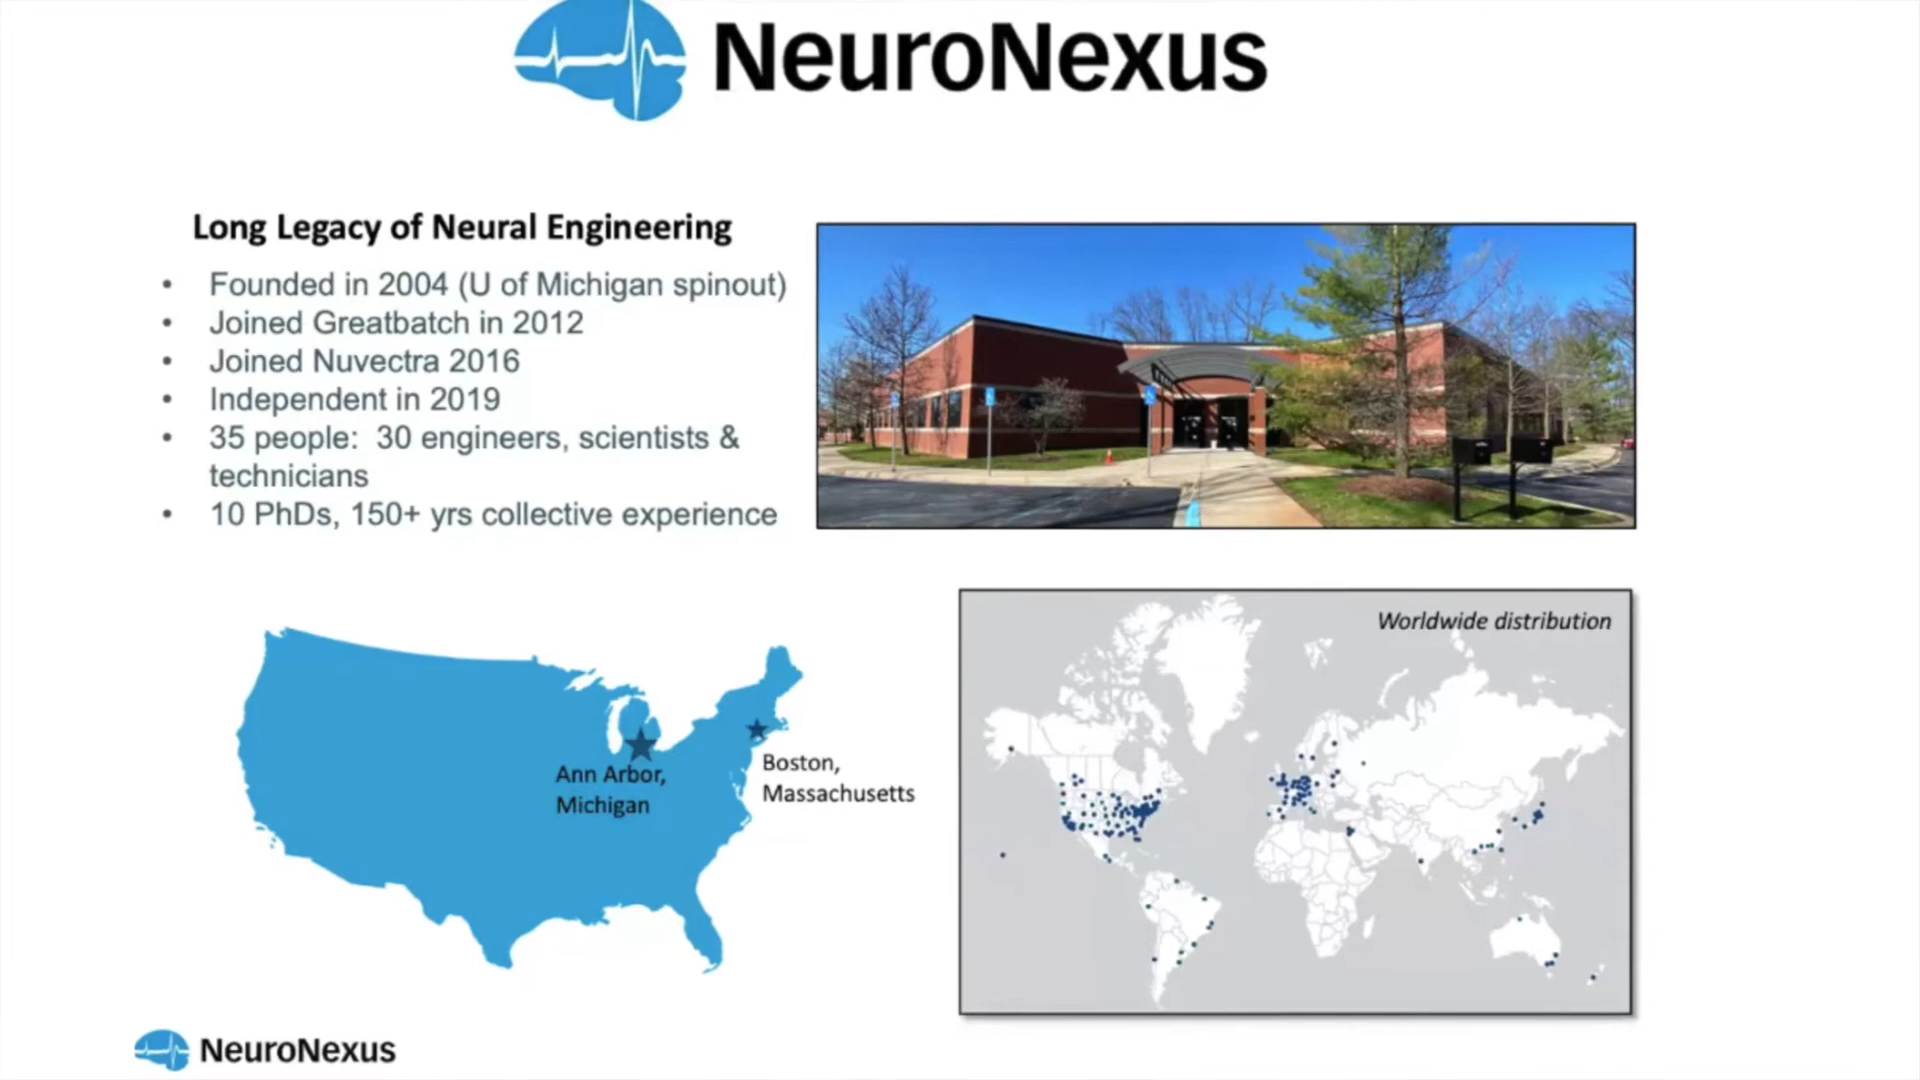 NeuroNexus
Long Legacy of Neural Engineering
• Founded in 2004 (U of Michigan spinout)
• Joined Greatbatch in 2012
• Joined Nuvectra 2016
• Independent in 2019
• 35 people: 30 engineers, scientists &
technicians
• 10 PhDs, 150+ yrs collective experience
Worldwide distribution
Ann Arbor,
Michigan
Boston,
Massachusetts
NeuroNexus